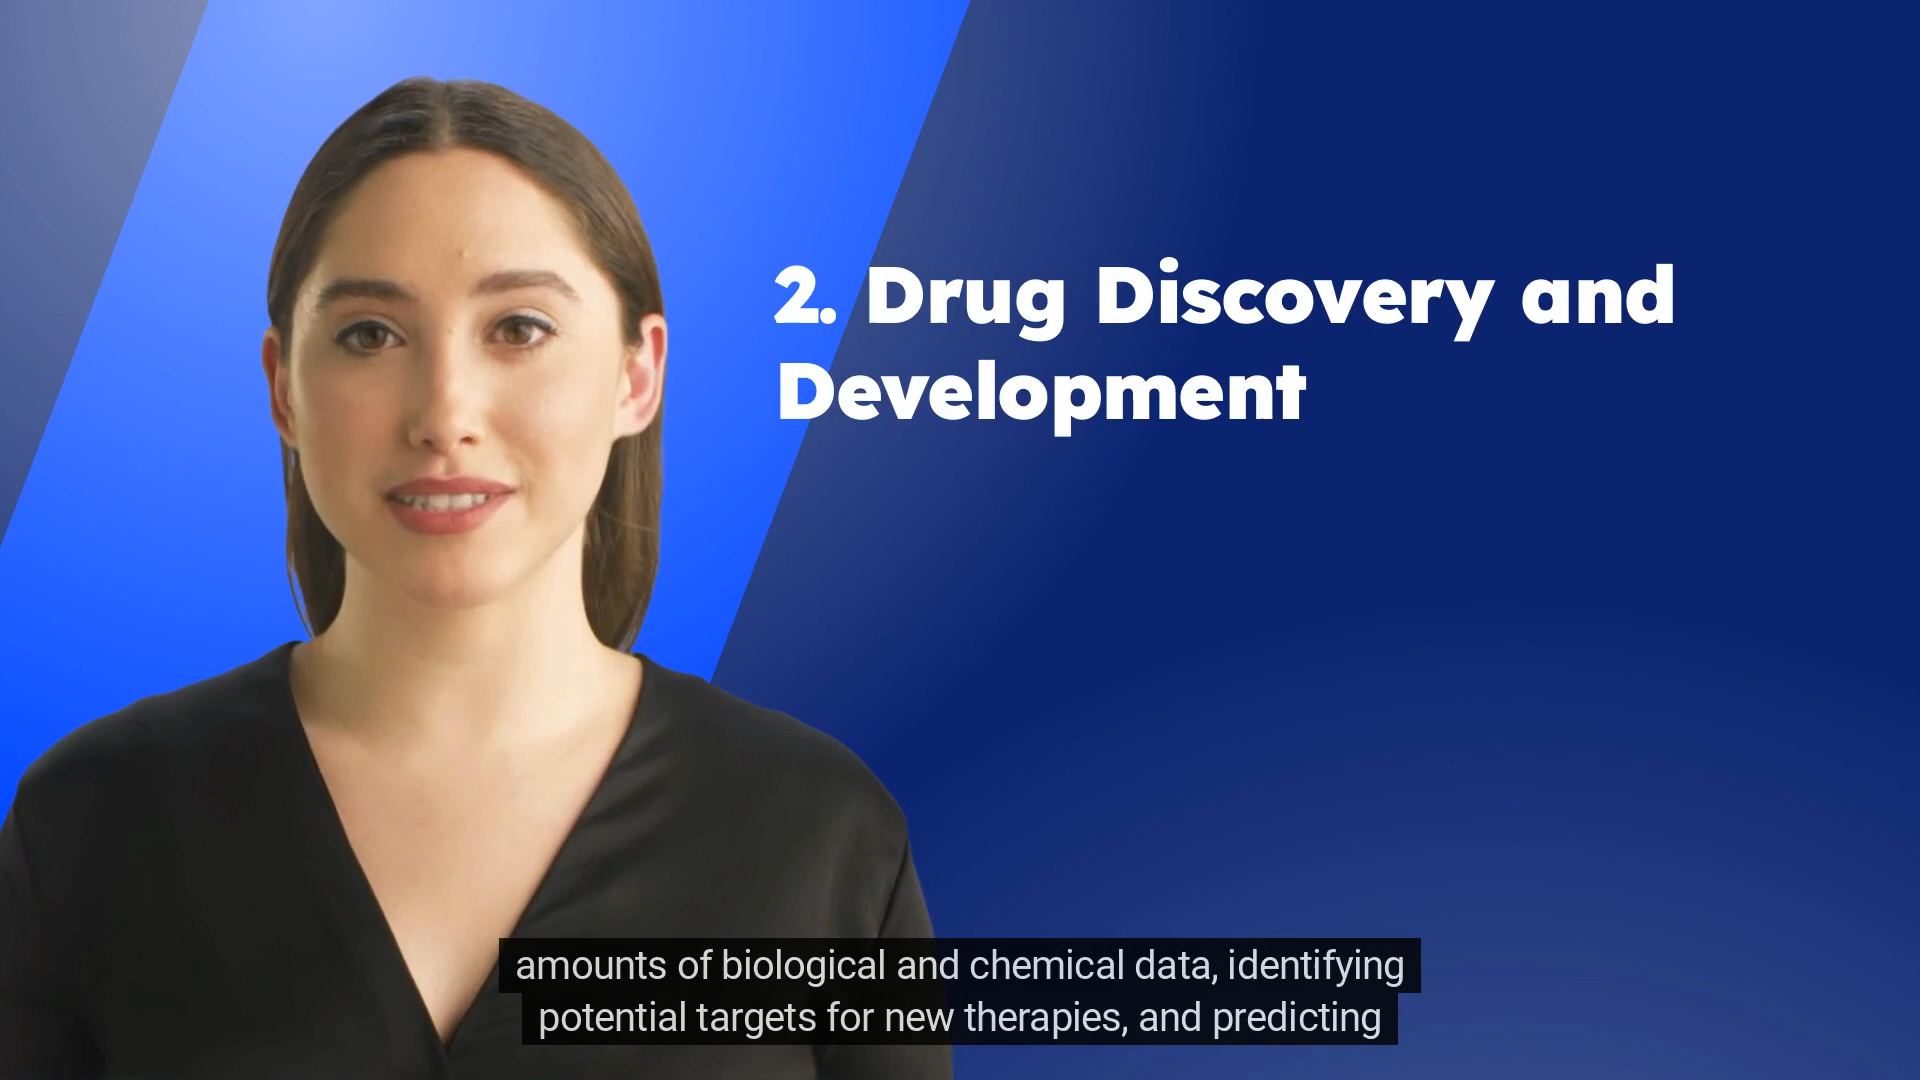 2. Drug Discovery and
Development
amounts of biological and chemical data, identifying
potential targets for new therapies, and predicting